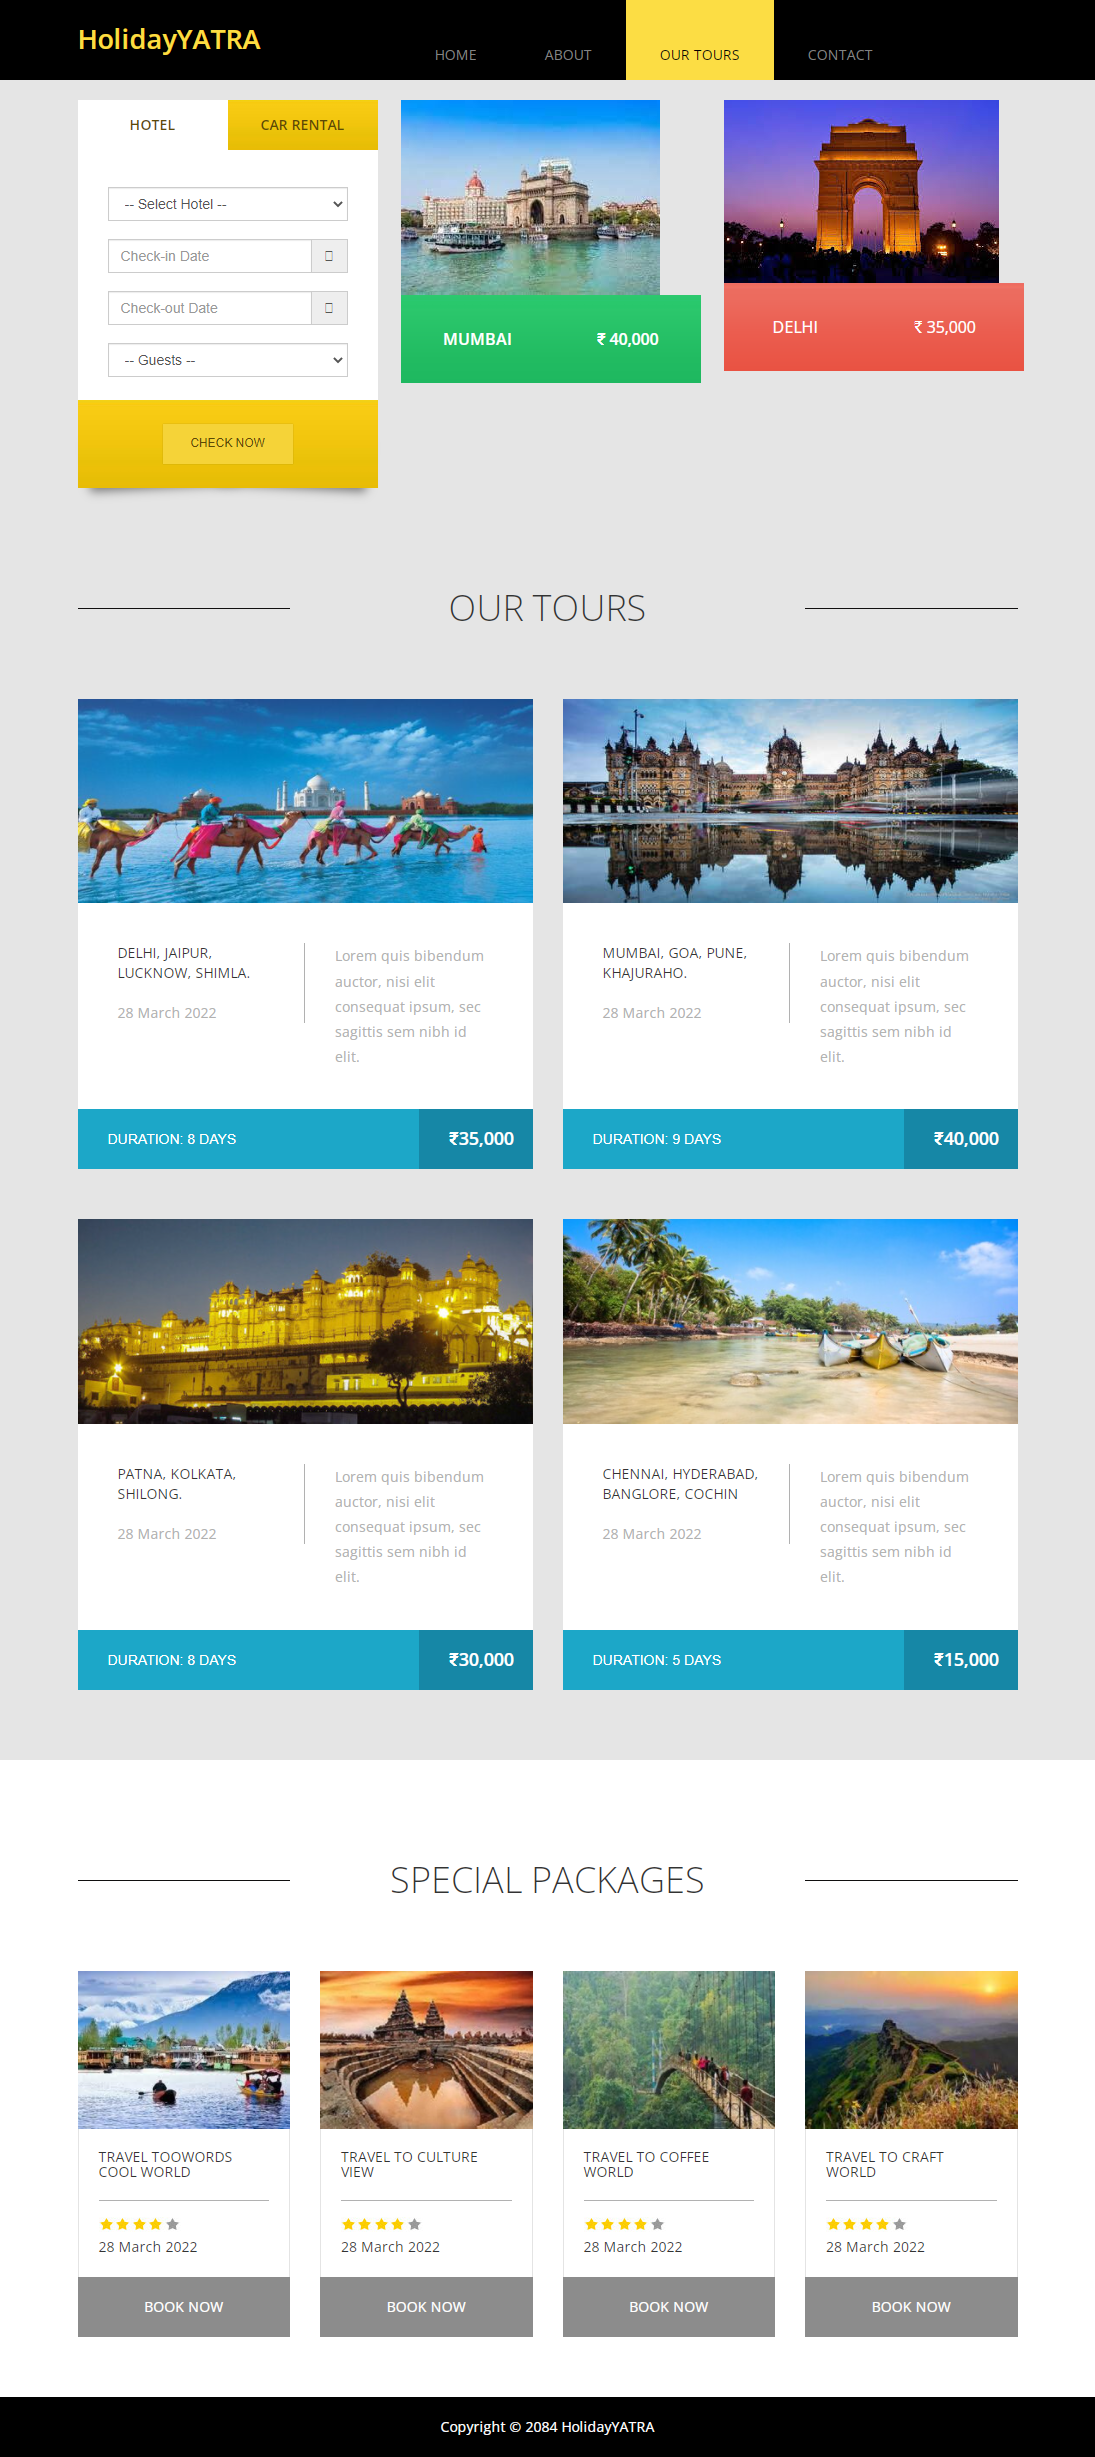 HolidayYATRA
HOME
ABOUT
OUR TOURS
CONTACT
HOTEL
CAR RENTAL
-- Select Hotel --
Check-in Date
Check-out Date
-- Guests --
CHECK NOW
MUMBAI
₹ 40,000
DELHI
₹ 35,000
OUR TOURS
DELHI, JAIPUR,
LUCKNOW, SHIMLA.
28 March 2022
Lorem quis bibendum
auctor, nisi elit
consequat ipsum, sec
sagittis sem nibh id
elit.
DURATION: 8 DAYS
₹35,000
MUMBAI, GOA, PUNE,
KHAJURAHO.
28 March 2022
Lorem quis bibendum
auctor, nisi elit
consequat ipsum, sec
sagittis sem nibh id
elit.
DURATION: 9 DAYS
₹40,000
PATNA, KOLKATA,
SHILONG.
28 March 2022
Lorem quis bibendum
auctor, nisi elit
consequat ipsum, sec
sagittis sem nibh id
elit.
DURATION: 8 DAYS
₹30,000
CHENNAI, HYDERABAD,
BANGLORE, COCHIN
28 March 2022
Lorem quis bibendum
auctor, nisi elit
consequat ipsum, sec
sagittis sem nibh id
elit.
DURATION: 5 DAYS
₹15,000
SPECIAL PACKAGES
TRAVEL TOOWORDS
COOL WORLD
28 March 2022
BOOK NOW
TRAVEL TO CULTURE
VIEW
28 March 2022
BOOK NOW
TRAVEL TO COFFEE
WORLD
28 March 2022
BOOK NOW
TRAVEL TO CRAFT
WORLD
28 March 2022
BOOK NOW
Copyright © 2084 HolidayYATRA